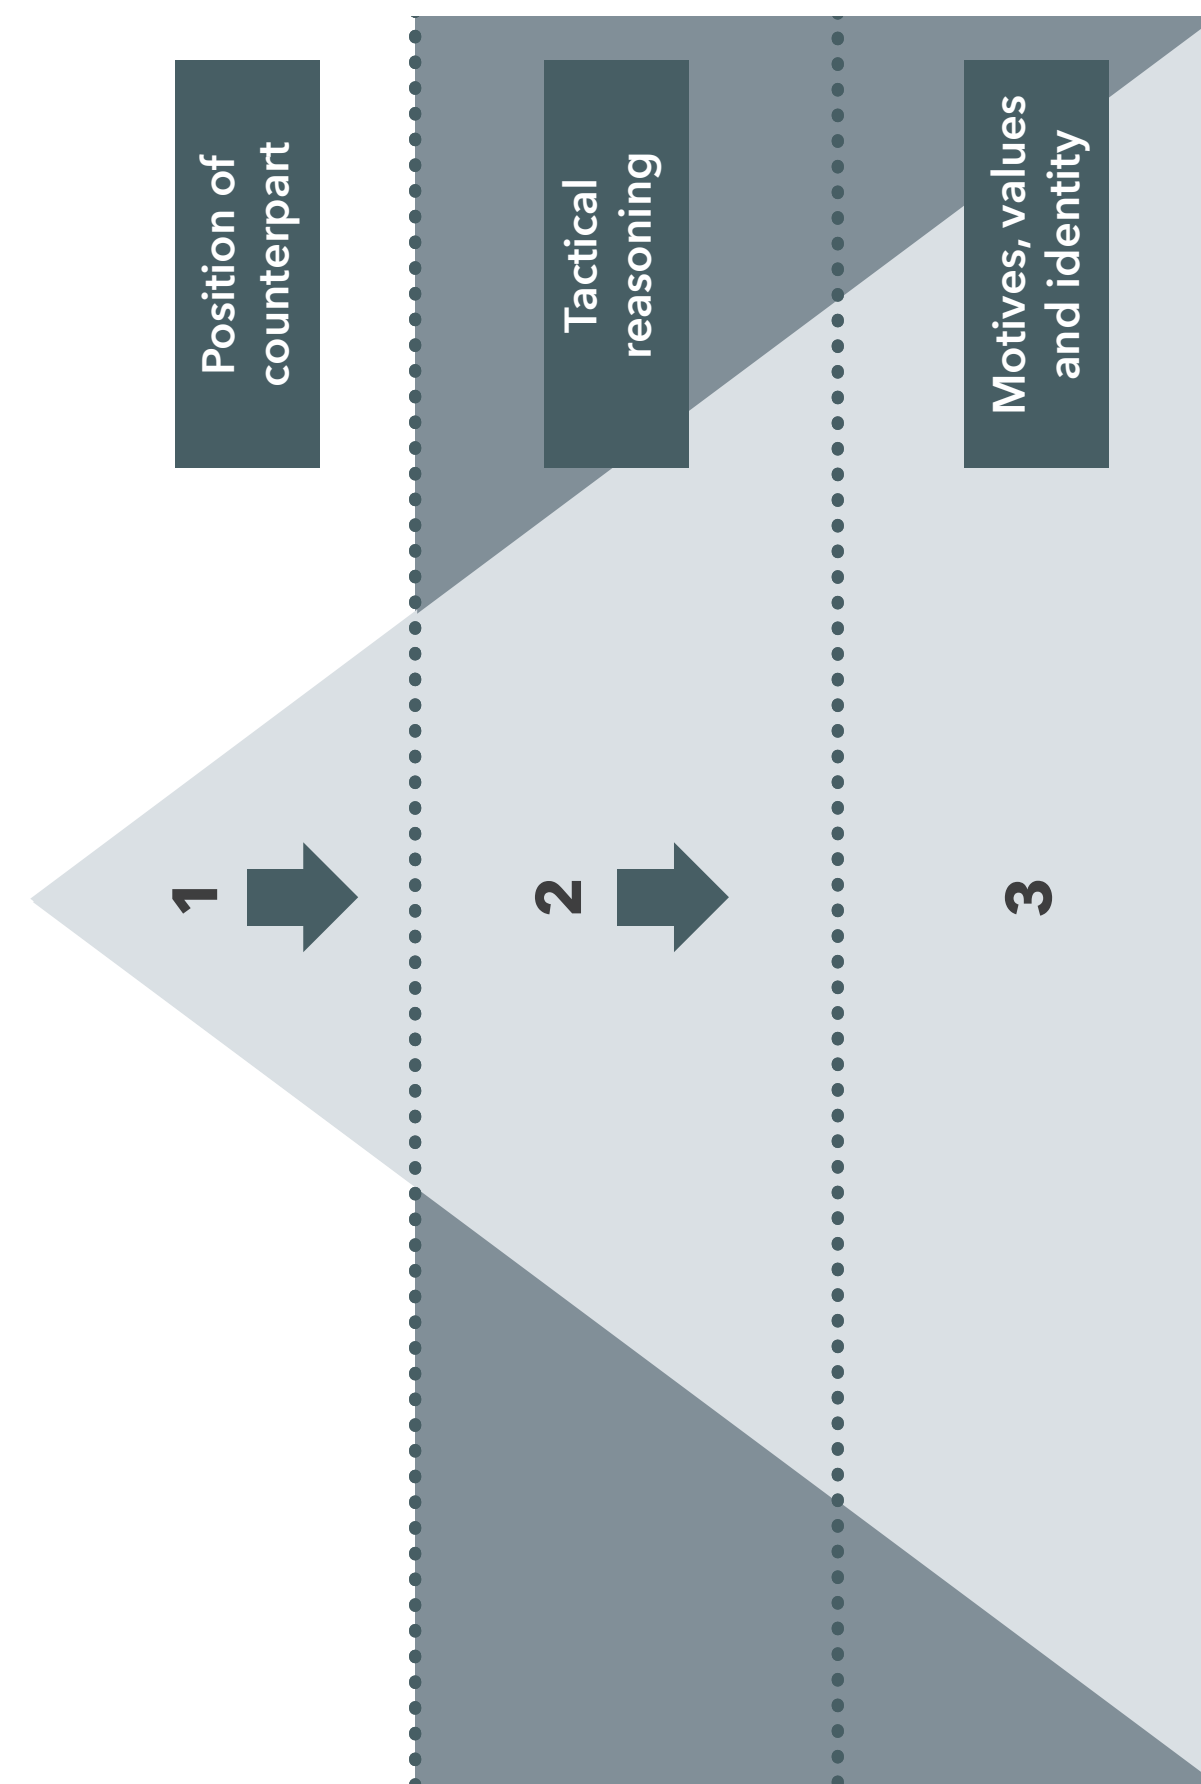 1
Position of
counterpart
2
Tactical
reasoning
3
Motives, values
and identity